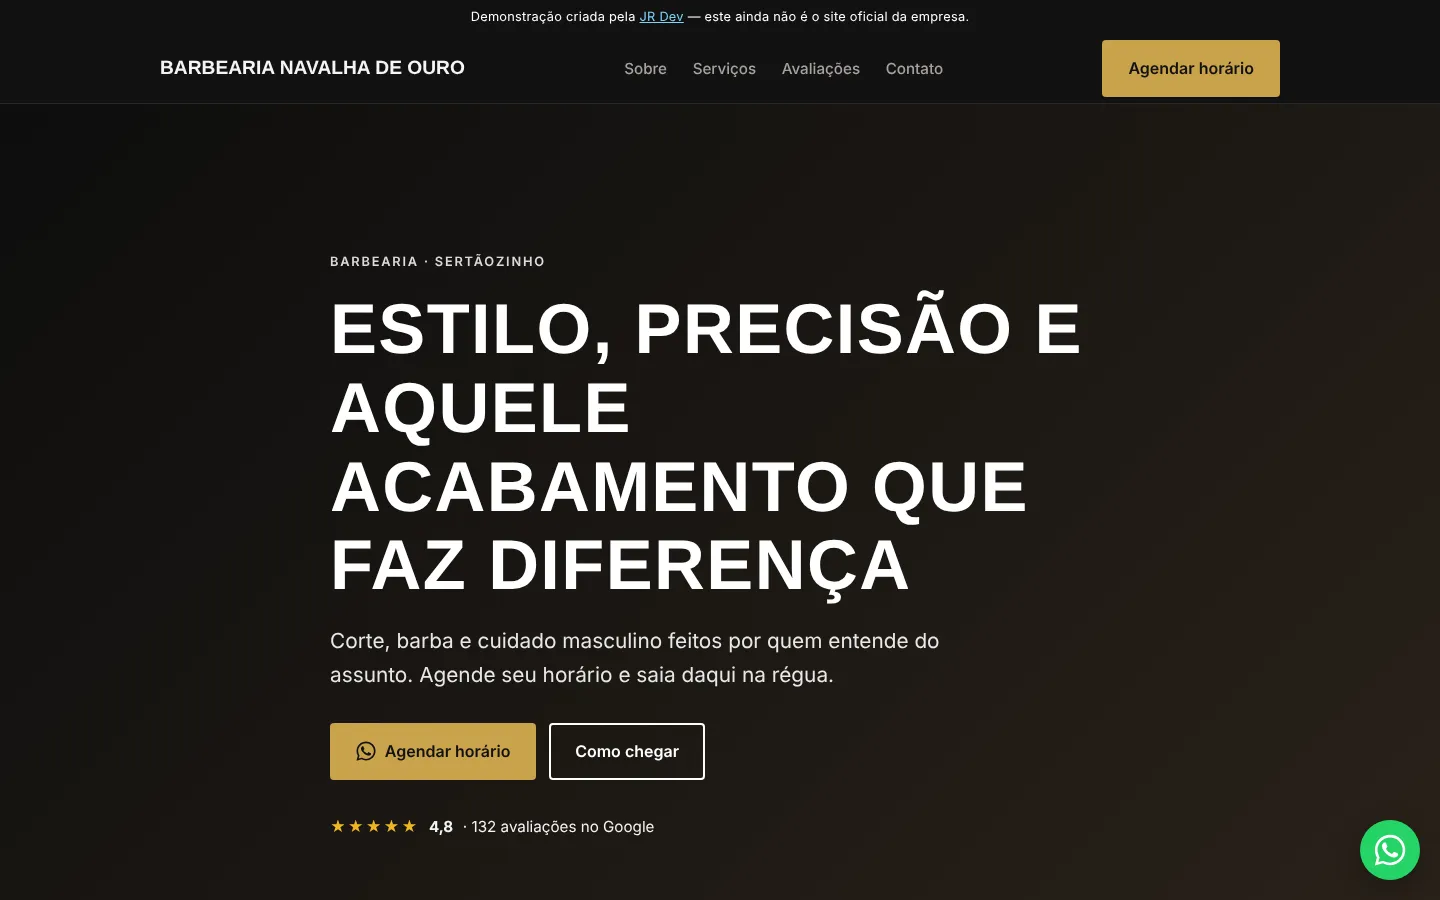 Demonstração criada pela JR Dev — este ainda não é o site oficial da empresa.
BARBEARIA NAVALHA DE OURO
Sobre
Serviços
Avaliações
Contato
Agendar horário
BARBEARIA · SERTÃOZINHO
ESTILO, PRECISÃO E
AQUELE
ACABAMENTO QUE
FAZ DIFERENÇA
Corte, barba e cuidado masculino feitos por quem entende do
assunto. Agende seu horário e saia daqui na régua.
Agendar horário
Como chegar
★★★★★ 4,8 · 132 avaliações no Google